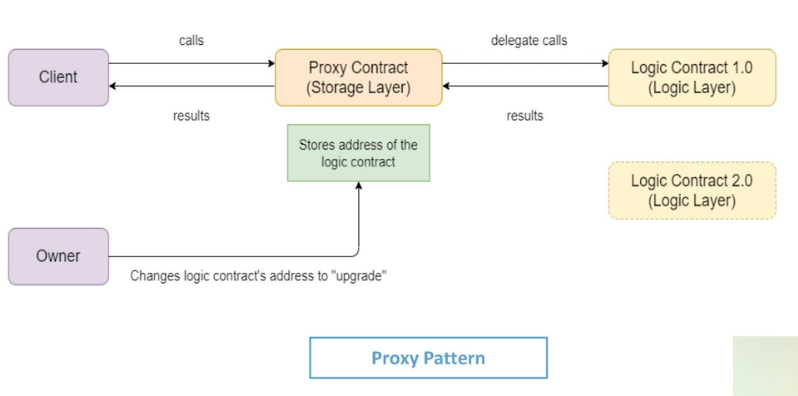 calls
delegate calls
Client
Proxy Contract
(Storage Layer)
Logic Contract 1.0
(Logic Layer)
results
results
Stores address of the
logic contract
Logic Contract 2.0
(Logic Layer)
Owner
Changes logic contract's address to "upgrade"
Proxy Pattern